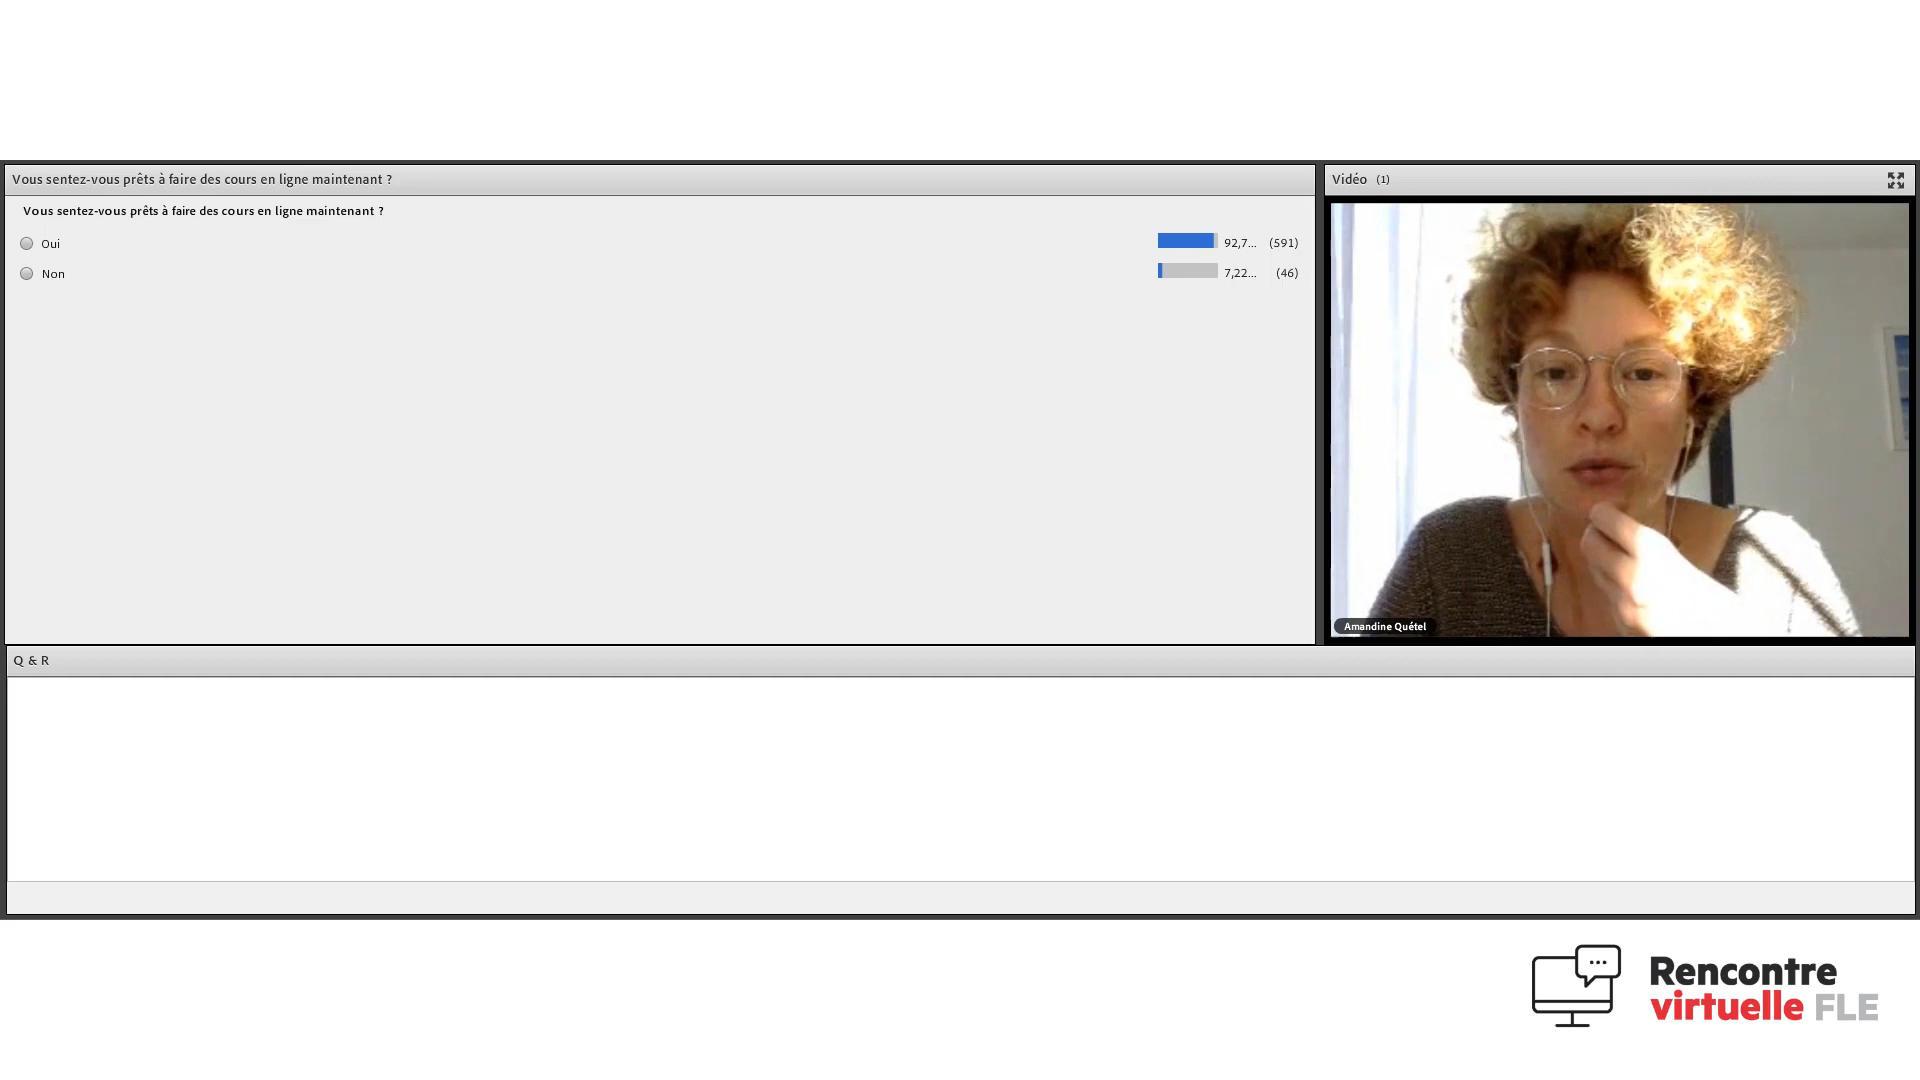 Vous sentez-vous prêts à faire des cours en ligne maintenant ?
Vous sentez-vous prêts à faire des cours en ligne maintenant ?
Oui 92,7... (591)
Non 7,22... (46)
Vidéo (1)
Amandine Quétel
Q & R
Rencontre
virtuelle FLE